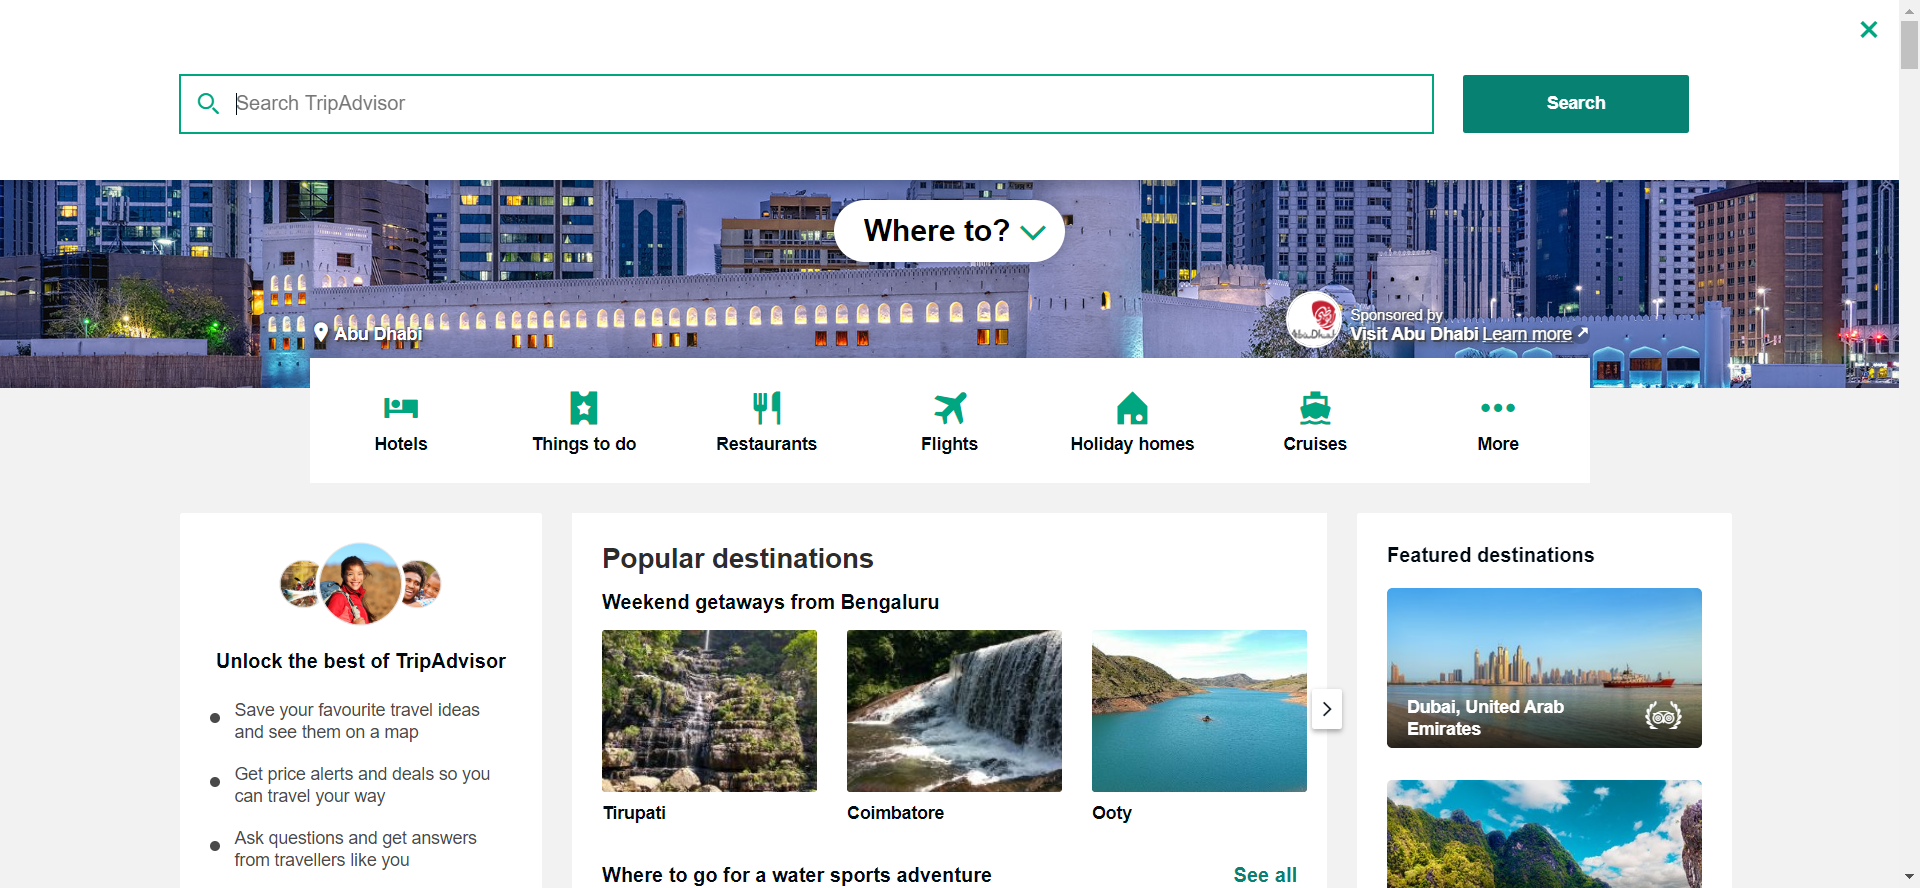 Search TripAdvisor
Search
Where to?
Abu Dhabi
Sponsored by
Visit Abu Dhabi Learn more
Hotels
Things to do
Restaurants
Flights
Holiday homes
Cruises
More
Unlock the best of TripAdvisor
Save your favourite travel ideas
and see them on a map
Get price alerts and deals so you
can travel your way
Ask questions and get answers
from travellers like you
Popular destinations
Weekend getaways from Bengaluru
Tirupati
Coimbatore
Ooty
Where to go for a water sports adventure
See all
Featured destinations
Dubai, United Arab
Emirates